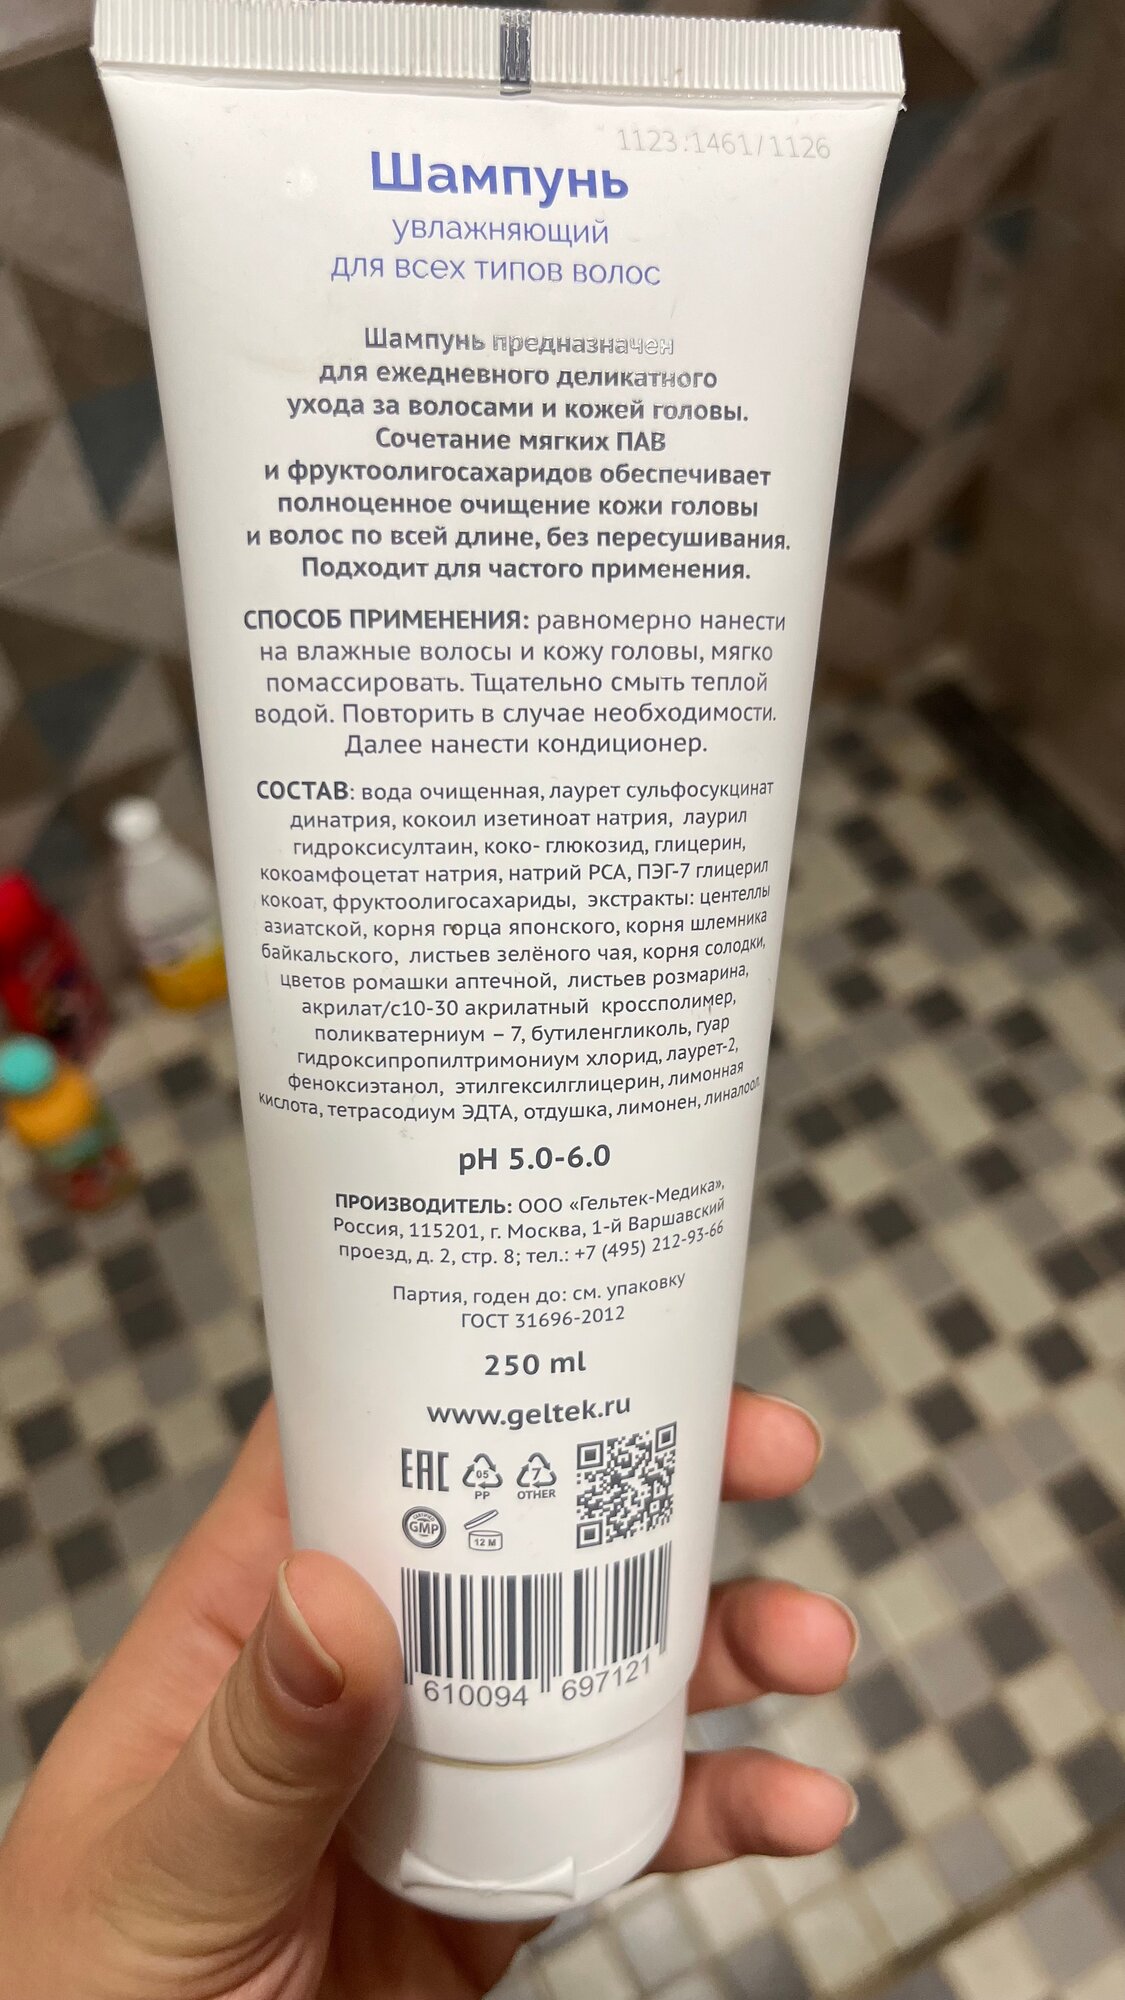 1123:1461/1126
Шампунь
увлажняющий
для всех типов волос
Шампунь предназначен
для ежедневного деликатного
ухода за волосами и кожей головы.
Сочетание мягких ПАВ
и фруктоолигосахаридов обеспечивает
полноценное очищение кожи головы
и волос по всей длине, без пересушивания.
Подходит для частого применения.
СПОСОБ ПРИМЕНЕНИЯ: равномерно нанести
на влажные волосы и кожу головы, мягко
помассировать. Тщательно смыть теплой
водой. Повторить в случае необходимости.
Далее нанести кондиционер.
СОСТАВ: вода очищенная, лаурет сульфосукцинат
динатрия, кокоил изетиноат натрия, лаурил
гидроксисултаин, коко- глюкозид, глицерин,
кокоамфоцетат натрия, натрий PCA, ПЭГ-7 глицерил
кокоат, фруктоолигосахариды, экстракты: центеллы
азиатской, корня горца японского, корня шлемника
байкальского, листьев зелёного чая, корня солодки,
цветов ромашки аптечной, листьев розмарина,
акрилат/с10-30 акрилатный кроссполимер,
поликватерниум – 7, бутиленгликоль, гуар
гидроксипропилтримониум хлорид, лаурет-2,
феноксиэтанол, этилгексилглицерин, лимонная
кислота, тетрасодиум ЭДТА, отдушка, лимонен, линалоол.
pH 5.0-6.0
ПРОИЗВОДИТЕЛЬ: ООО «Гельтек-Медика»,
Россия, 115201, г. Москва, 1-й Варшавский
проезд, д. 2, стр. 8; тел.: +7 (495) 212-93-66
Партия, годен до: см. упаковку
ГОСТ 31696-2012
250 ml
www.geltek.ru
EAC 05 PP 7 OTHER
CERTIFIED GMP 12 M
610094 697121